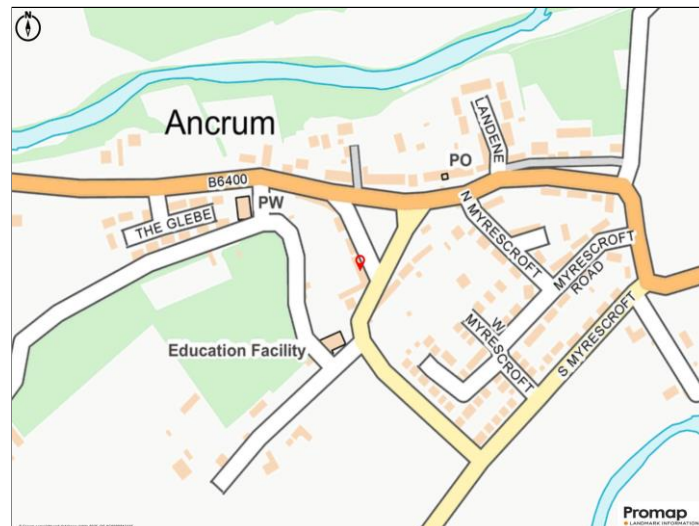 N
Ancrum
LANDENE
PO
B6400
PW
THE GLEBE
N MYRESCROFT
MYRESCROFT
ROAD
W
MYRESCROFT
S MYRESCROFT
Education Facility
Promap
LANDMARK INFORMATION